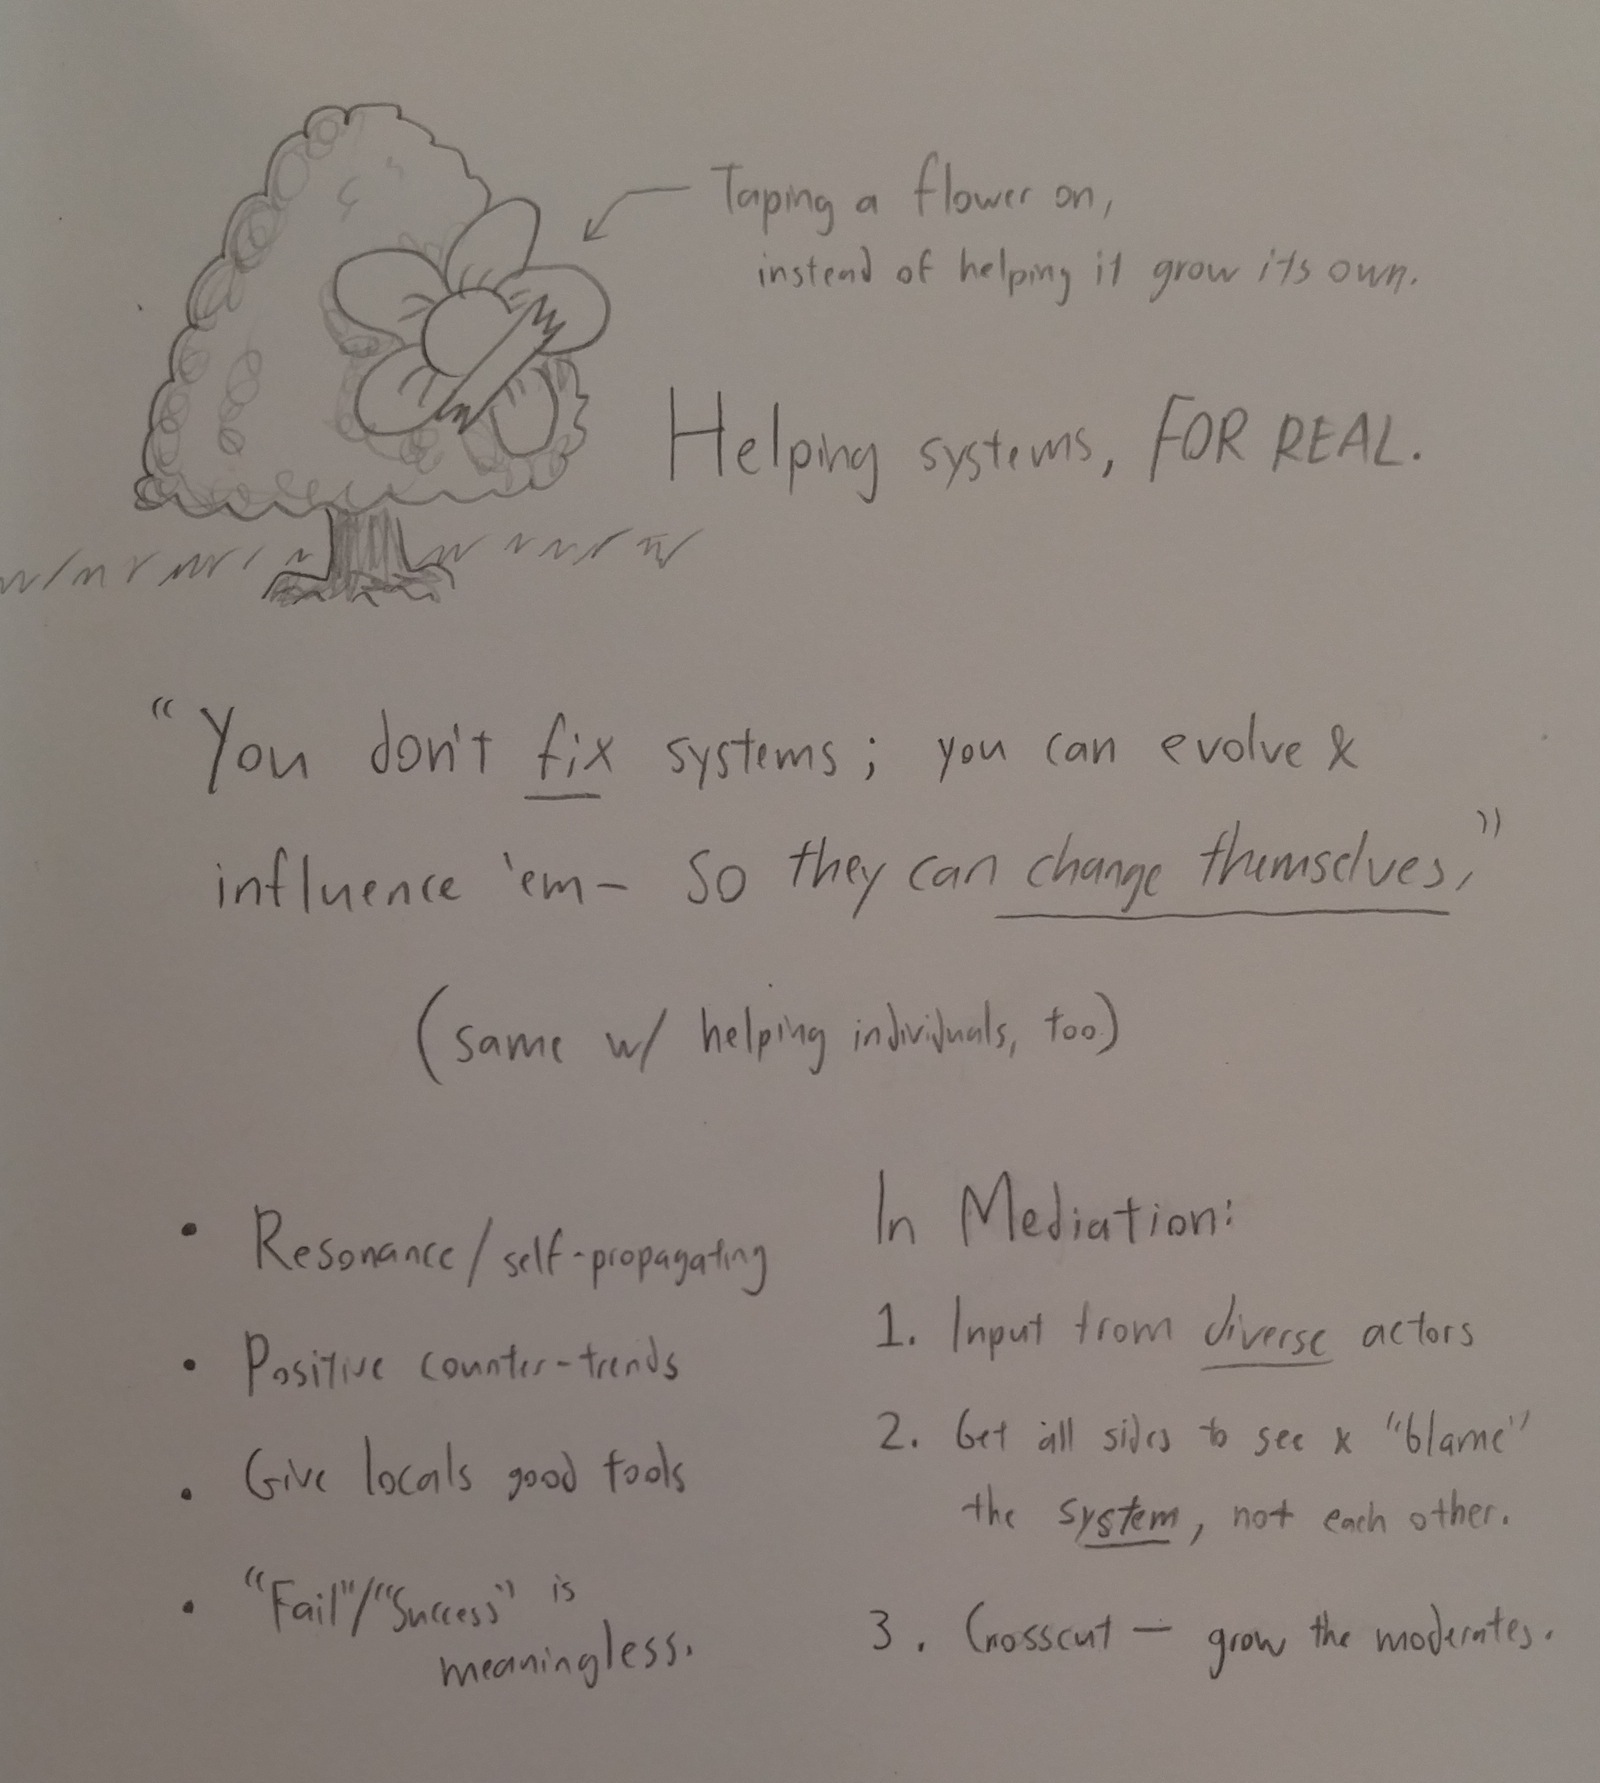 Taping a flower on,
instead of helping it grow its own.
Helping systems, FOR REAL.
"You don't fix systems; you can evolve &
influence 'em - So they can change themselves."
(same w/ helping individuals, too)
• Resonance/self-propagating
• Positive counter-trends
• Give locals good tools
• "Fail"/"Success" is
meaningless.
In Mediation:
1. Input from diverse actors
2. Get all sides to see & "blame"
the system, not each other.
3. Crosscut — grow the moderates.